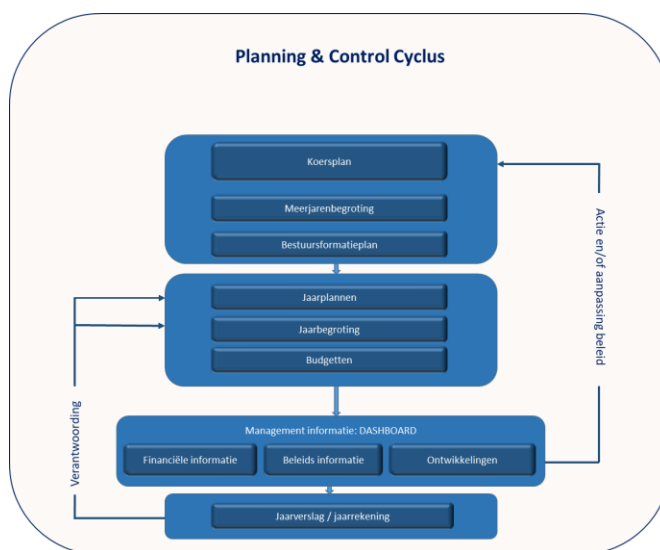 Planning & Control Cyclus
Koersplan
Meerjarenbegroting
Bestuursformatieplan
Jaarplannen
Jaarbegroting
Budgetten
Management informatie: DASHBOARD
Financiële informatie
Beleids informatie
Ontwikkelingen
Jaarverslag / jaarrekening
Verantwoording
Actie en/of aanpassing beleid